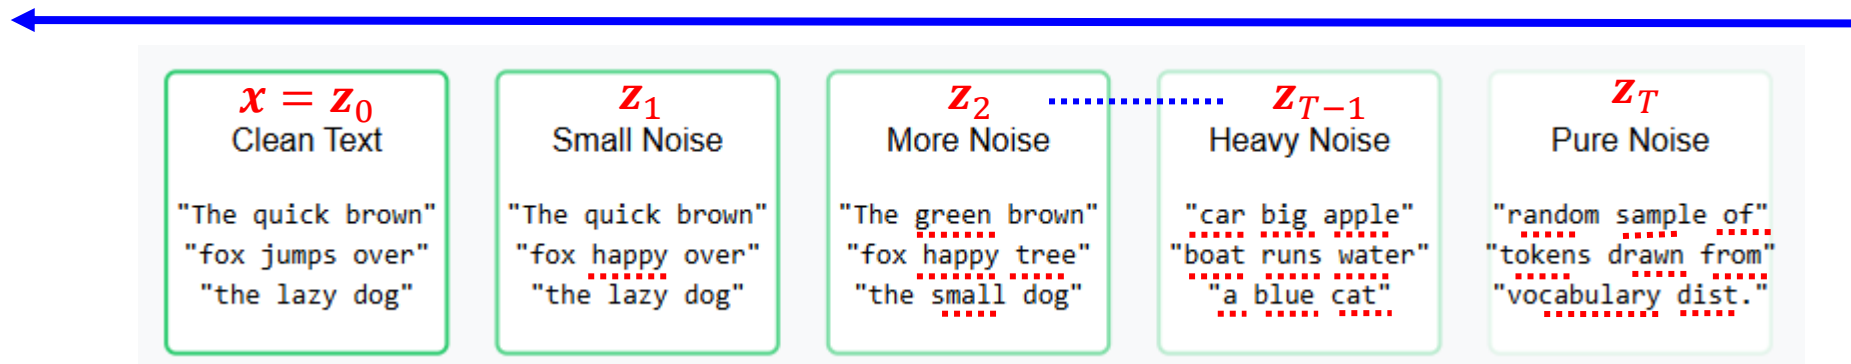 x = z₀
Clean Text
"The quick brown"
"fox jumps over"
"the lazy dog"
z₁
Small Noise
"The quick brown"
"fox happy over"
"the lazy dog"
z₂
More Noise
"The green brown"
"fox happy tree"
"the small dog"
z_{T−1}
Heavy Noise
"car big apple"
"boat runs water"
"a blue cat"
z_T
Pure Noise
"random sample of"
"tokens drawn from"
"vocabulary dist."